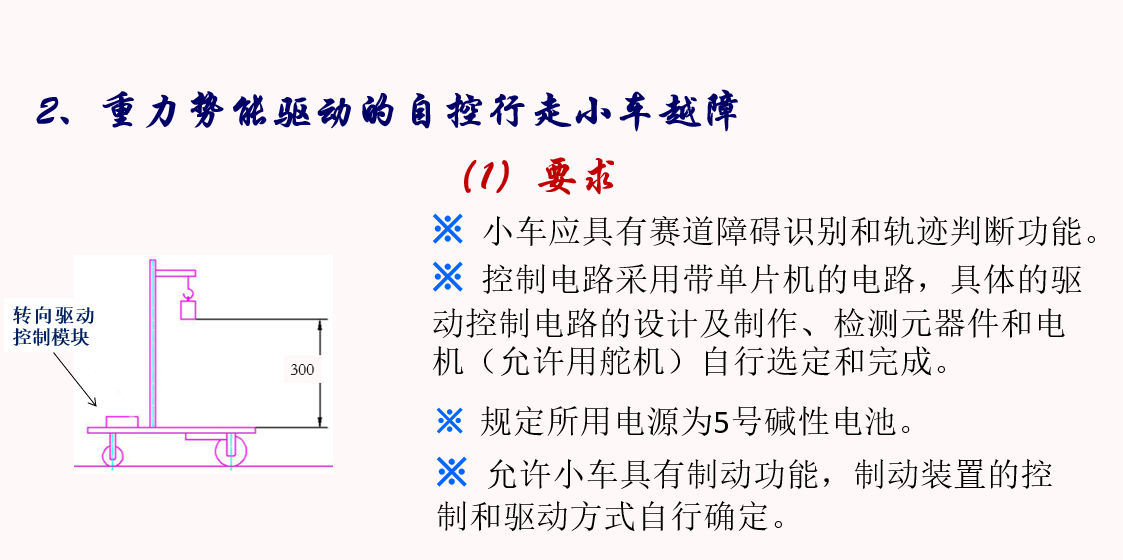 2、重力势能驱动的自控行走小车越障
（1）要求
※ 小车应具有赛道障碍识别和轨迹判断功能。
※ 控制电路采用带单片机的电路，具体的驱
动控制电路的设计及制作、检测元器件和电
机（允许用舵机）自行选定和完成。
※ 规定所用电源为5号碱性电池。
※ 允许小车具有制动功能，制动装置的控
制和驱动方式自行确定。
转向驱动
控制模块
300